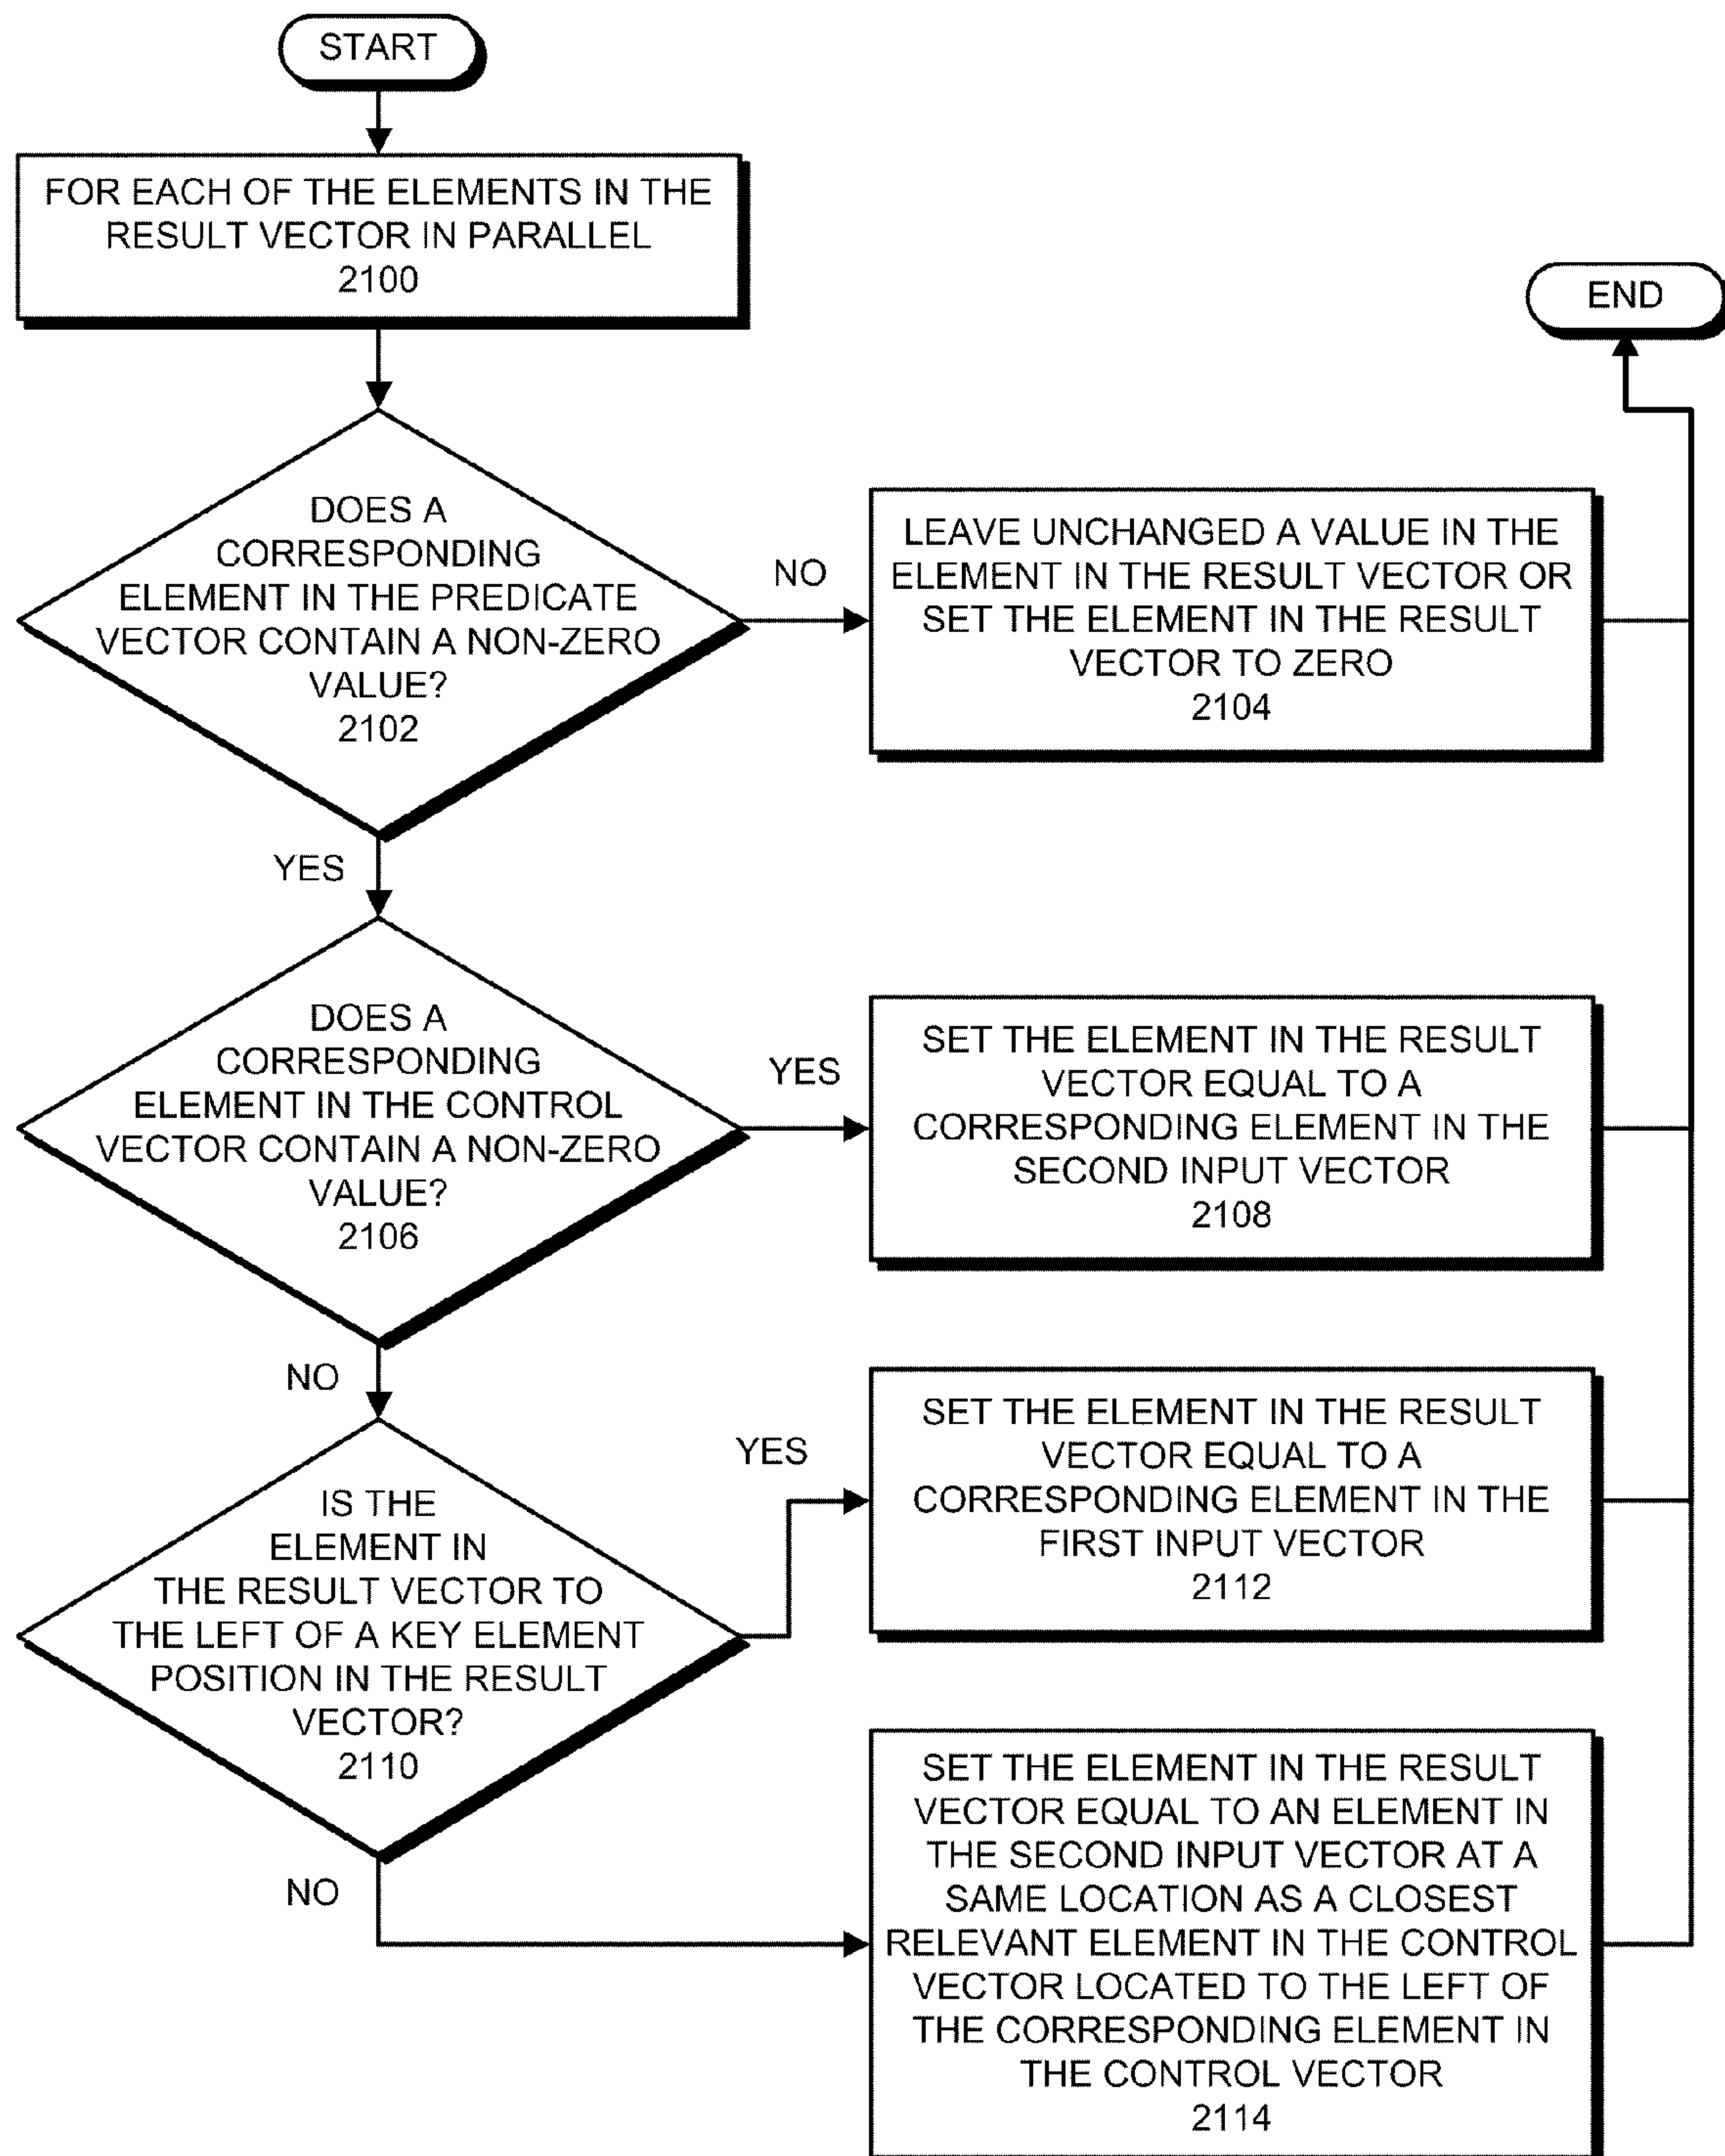 START
FOR EACH OF THE ELEMENTS IN THE
RESULT VECTOR IN PARALLEL
2100
END
DOES A
CORRESPONDING
ELEMENT IN THE PREDICATE
VECTOR CONTAIN A NON-ZERO
VALUE?
2102
NO
LEAVE UNCHANGED A VALUE IN THE
ELEMENT IN THE RESULT VECTOR OR
SET THE ELEMENT IN THE RESULT
VECTOR TO ZERO
2104
YES
DOES A
CORRESPONDING
ELEMENT IN THE CONTROL
VECTOR CONTAIN A NON-ZERO
VALUE?
2106
YES
SET THE ELEMENT IN THE RESULT
VECTOR EQUAL TO A
CORRESPONDING ELEMENT IN THE
SECOND INPUT VECTOR
2108
NO
IS THE
ELEMENT IN
THE RESULT VECTOR TO
THE LEFT OF A KEY ELEMENT
POSITION IN THE RESULT
VECTOR?
2110
YES
SET THE ELEMENT IN THE RESULT
VECTOR EQUAL TO A
CORRESPONDING ELEMENT IN THE
FIRST INPUT VECTOR
2112
NO
SET THE ELEMENT IN THE RESULT
VECTOR EQUAL TO AN ELEMENT IN
THE SECOND INPUT VECTOR AT A
SAME LOCATION AS A CLOSEST
RELEVANT ELEMENT IN THE CONTROL
VECTOR LOCATED TO THE LEFT OF
THE CORRESPONDING ELEMENT IN
THE CONTROL VECTOR
2114